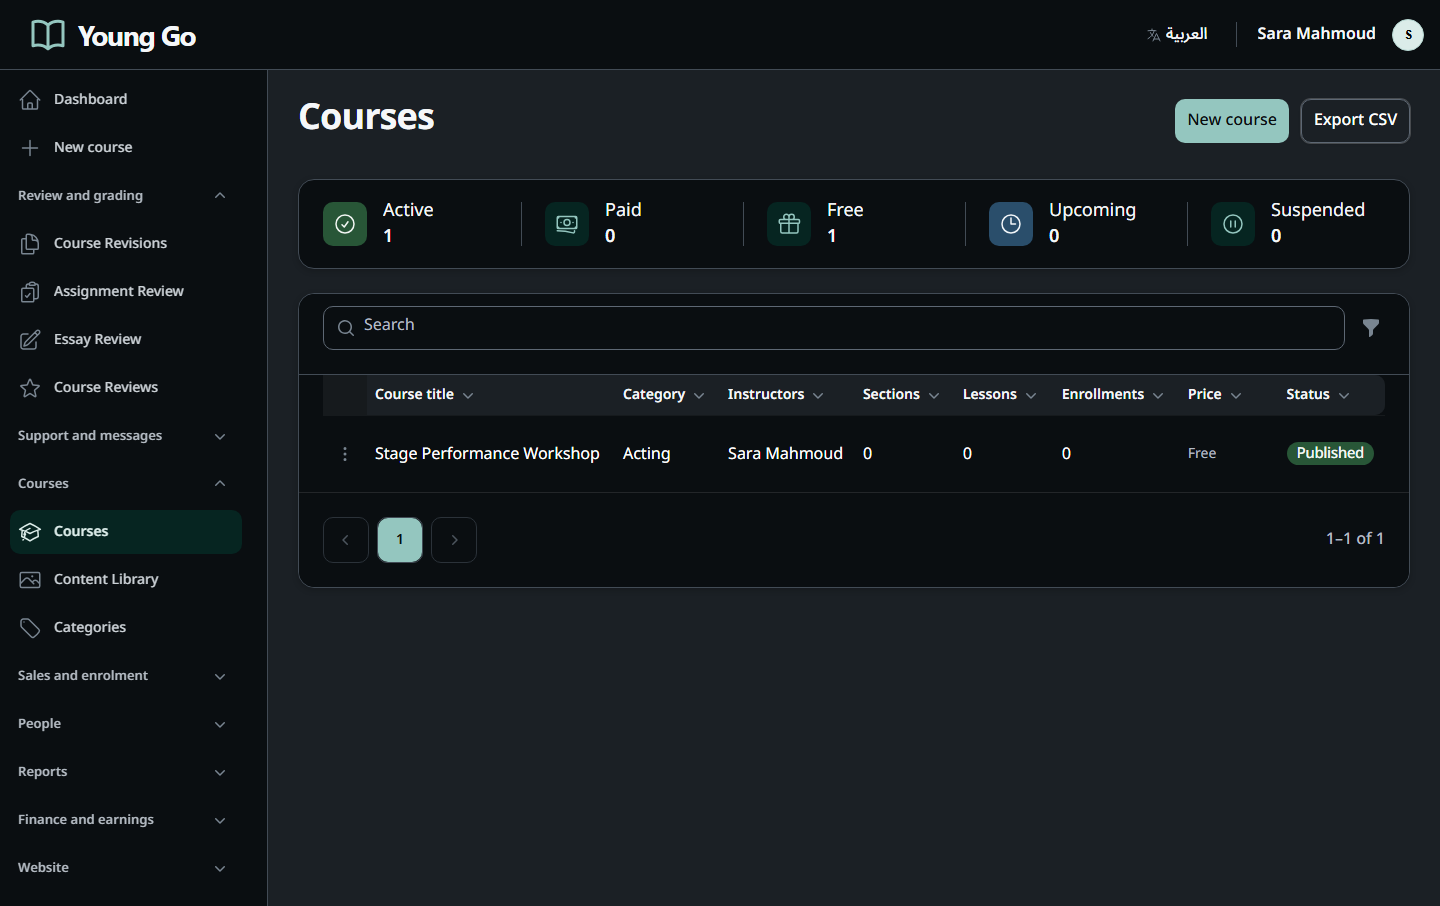 Young Go
العربية
Sara Mahmoud
S
Dashboard
New course
Review and grading
Course Revisions
Assignment Review
Essay Review
Course Reviews
Support and messages
Courses
Courses
Content Library
Categories
Sales and enrolment
People
Reports
Finance and earnings
Website
Courses
New course
Export CSV
Active
1
Paid
0
Free
1
Upcoming
0
Suspended
0
Search
Course title Category Instructors Sections Lessons Enrollments Price Status
Stage Performance Workshop Acting Sara Mahmoud 0 0 0 Free Published
1
1–1 of 1